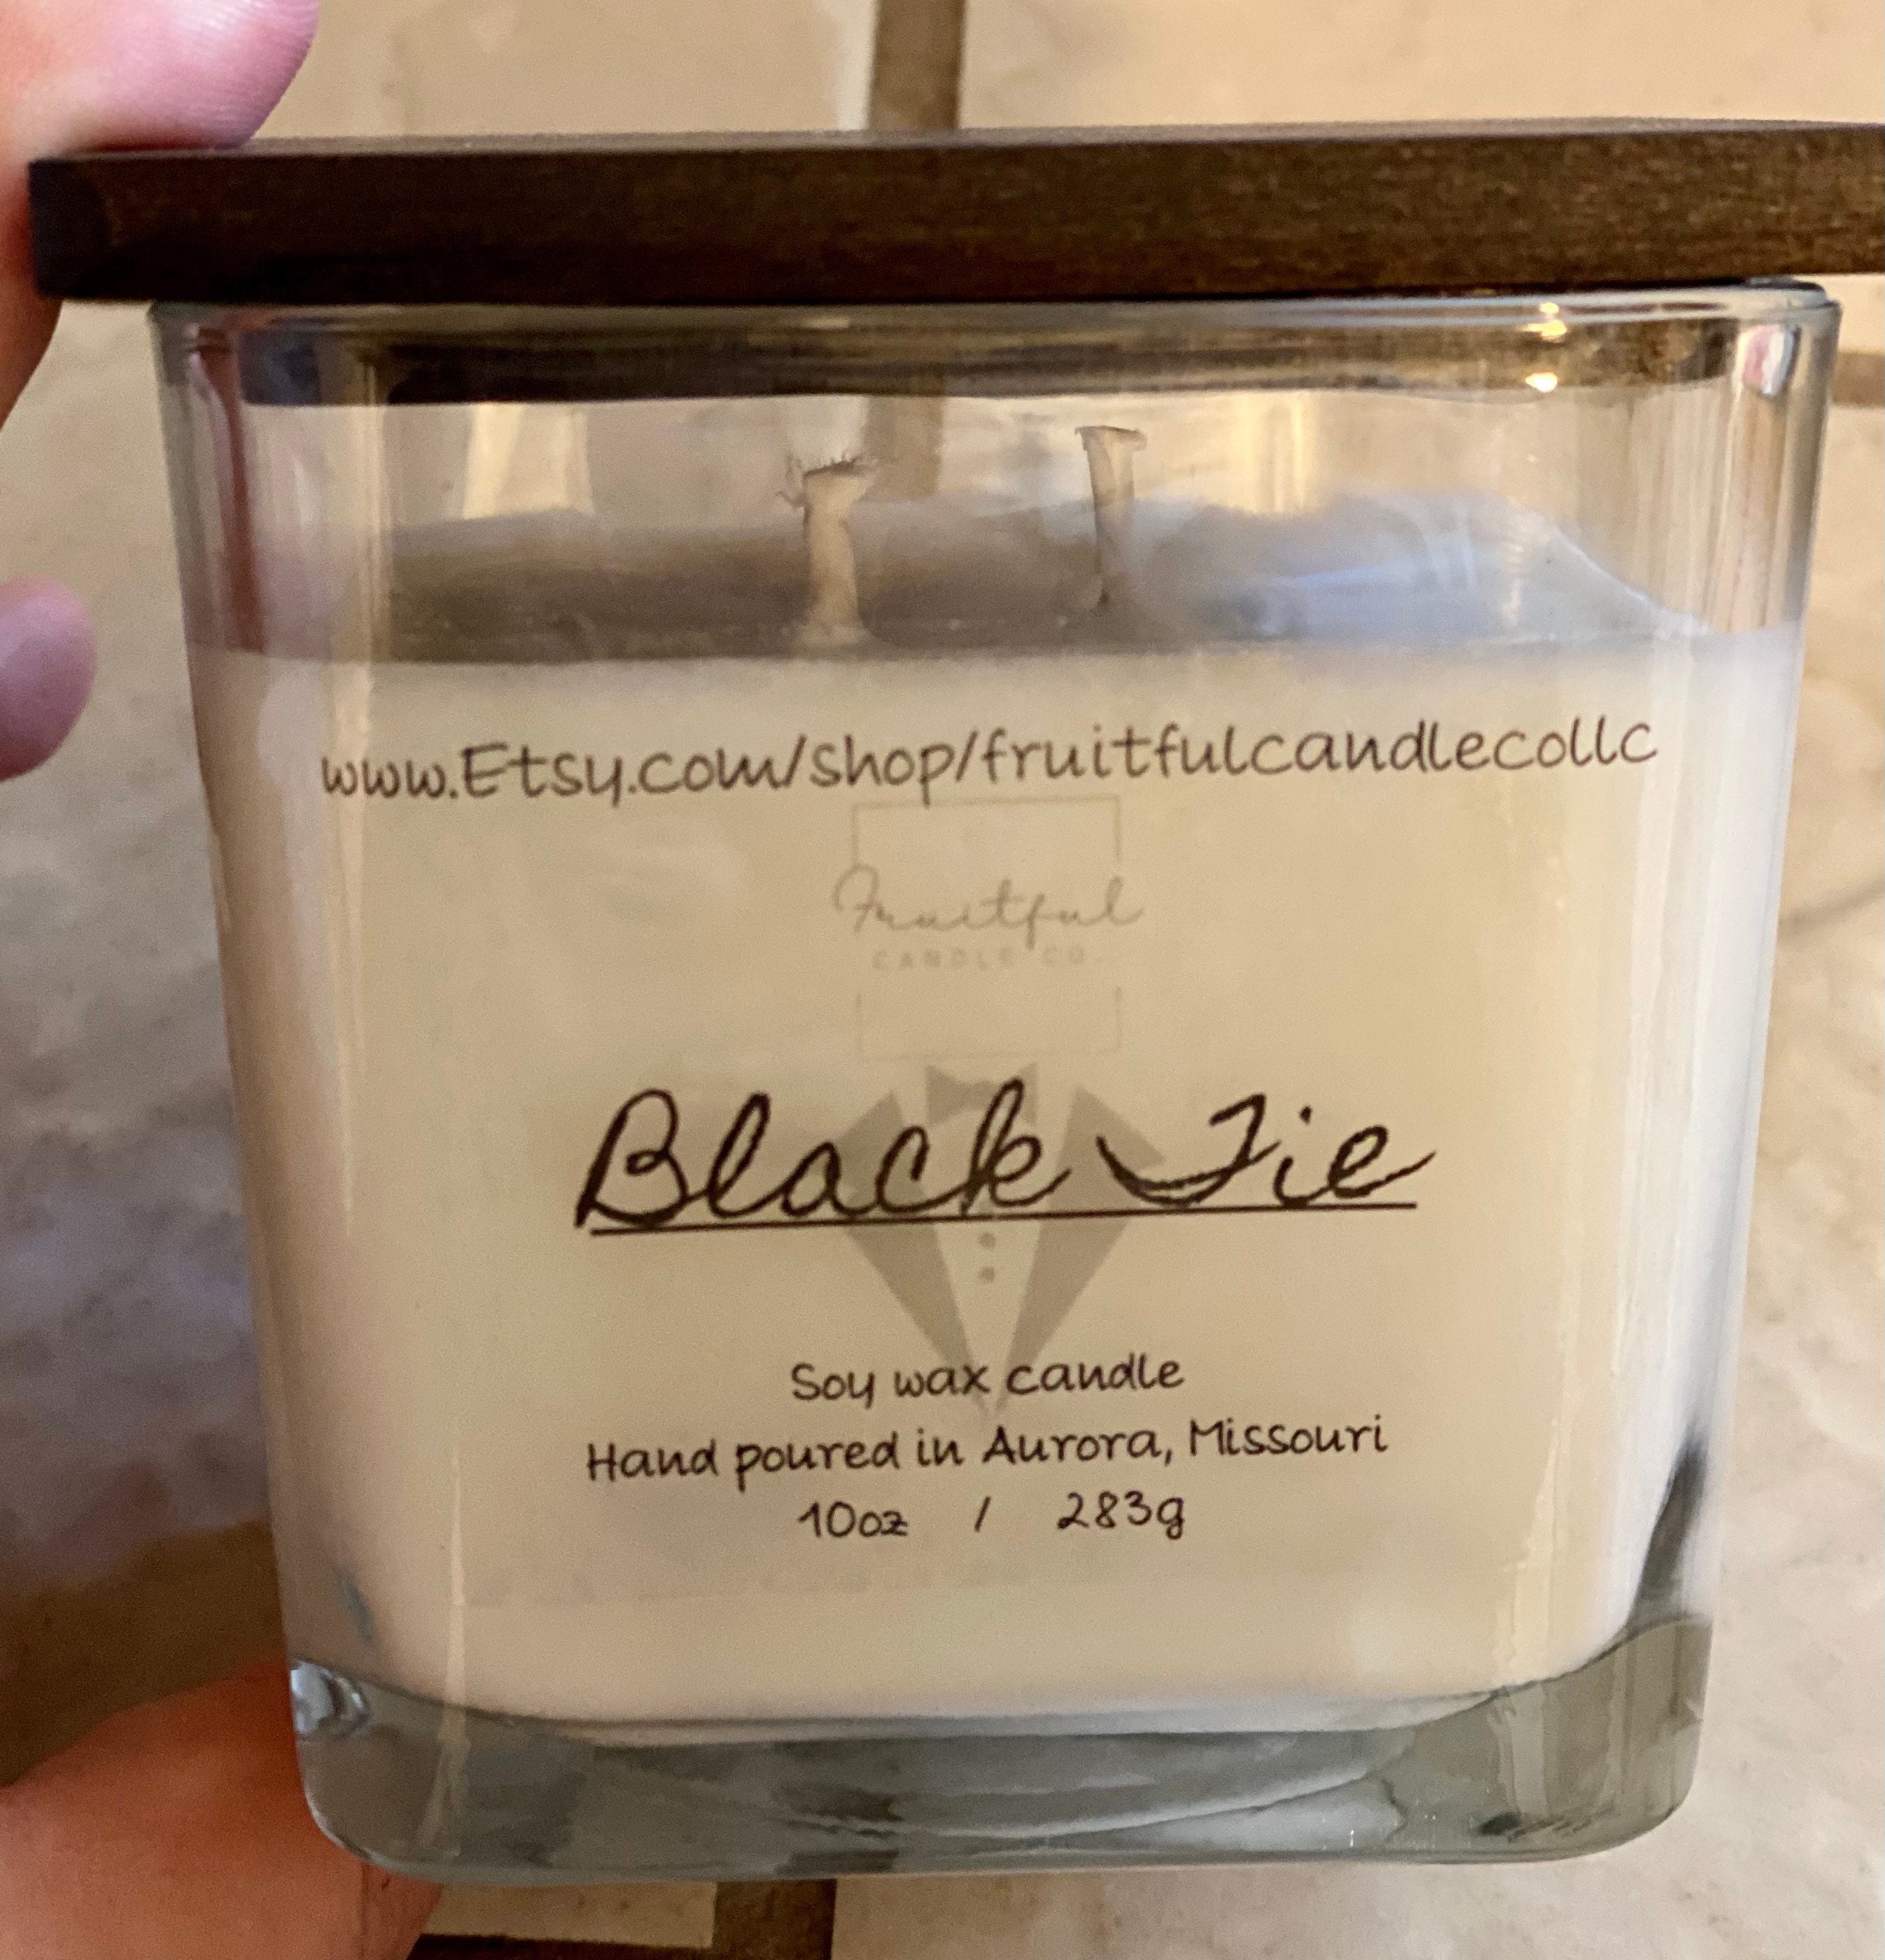 www.Etsy.com/shop/fruitfulcandlecollc
Fruitful
CANDLE CO.
Black Tie
Soy wax candle
Hand poured in Aurora, Missouri
10oz / 283g